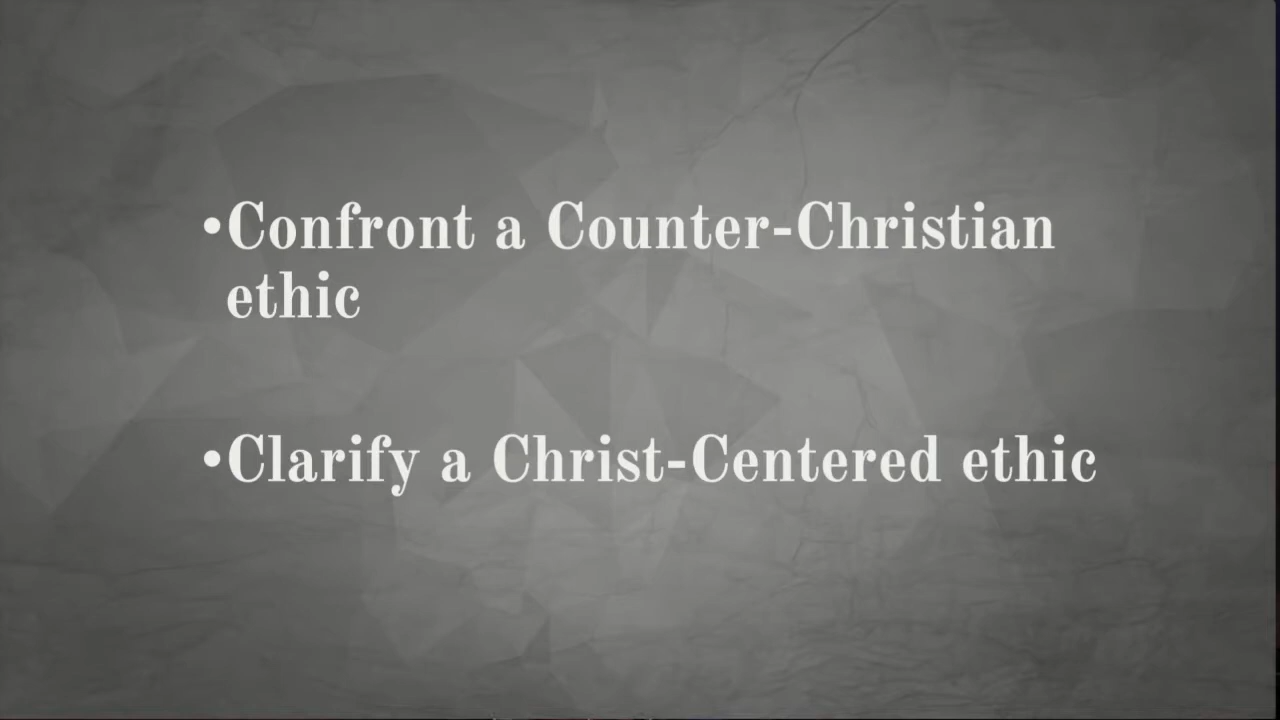 •Confront a Counter-Christian
ethic
•Clarify a Christ-Centered ethic